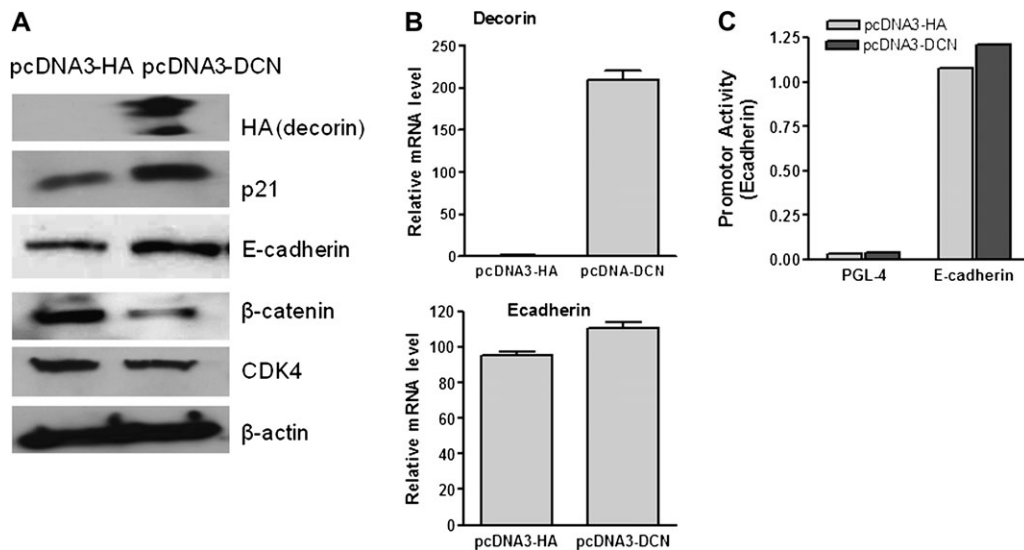 A
pcDNA3-HA pcDNA3-DCN
HA (decorin)
p21
E-cadherin
β-catenin
CDK4
β-actin
B
Decorin
Relative mRNA level
250
200
150
100
50
0
pcDNA3-HA pcDNA-DCN
Ecadherin
Relative mRNA level
120
100
80
60
40
20
0
pcDNA3-HA pcDNA3-DCN
C
pcDNA3-HA
pcDNA3-DCN
Promotor Activity
(Ecadherin)
1.25
1.00
0.75
0.50
0.25
0.00
PGL-4 E-cadherin